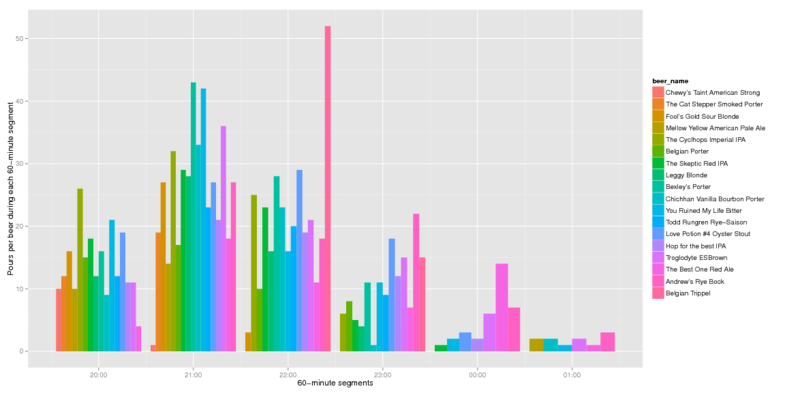 50
40
30
20
10
0
Pours per beer during each 60−minute segment
20:00 21:00 22:00 23:00 00:00 01:00
60−minute segments
beer_name
Chewy's Taint American Strong
The Cat Stepper Smoked Porter
Fool's Gold Sour Blonde
Mellow Yellow American Pale Ale
The Cyclhops Imperial IPA
Belgian Porter
The Skeptic Red IPA
Leggy Blonde
Bexley's Porter
Chichhan Vanilla Bourbon Porter
You Ruined My Life Bitter
Todd Rungren Rye−Saison
Love Potion #4 Oyster Stout
Hop for the best IPA
Troglodyte ESBrown
The Best One Red Ale
Andrew's Rye Bock
Belgian Trippel